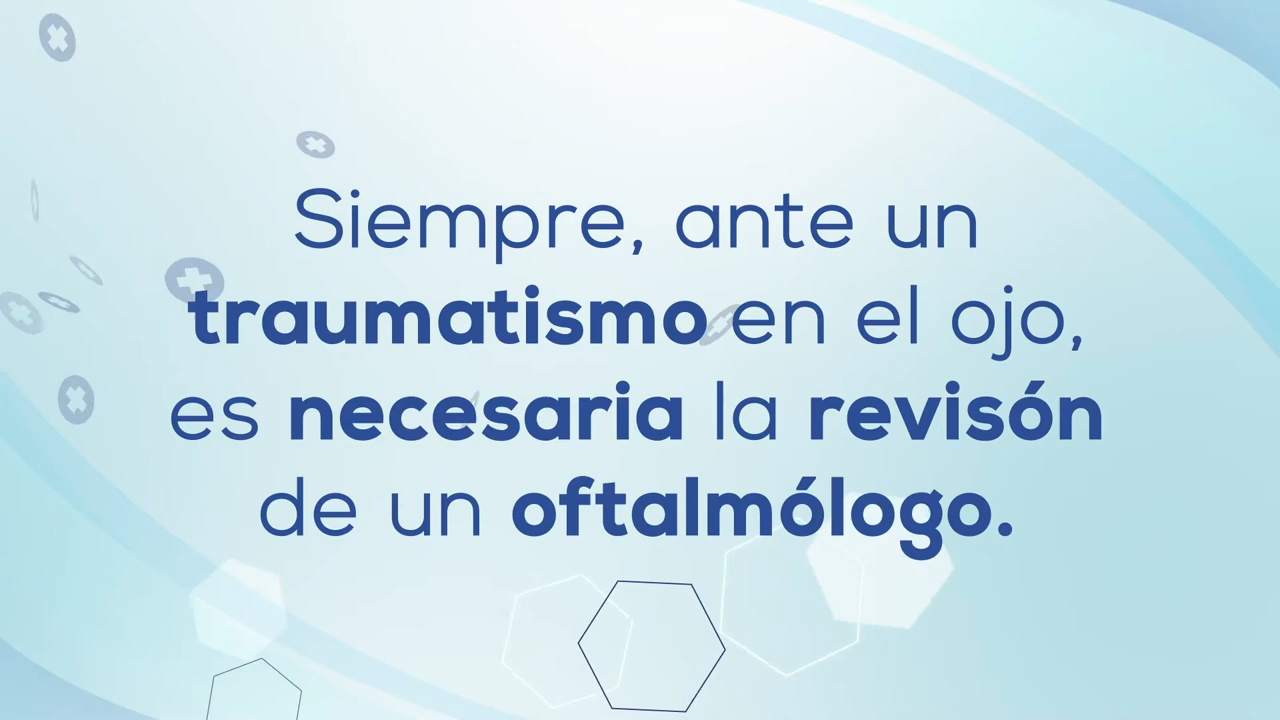 Siempre, ante un
traumatismo en el ojo,
es necesaria la revisón
de un oftalmólogo.